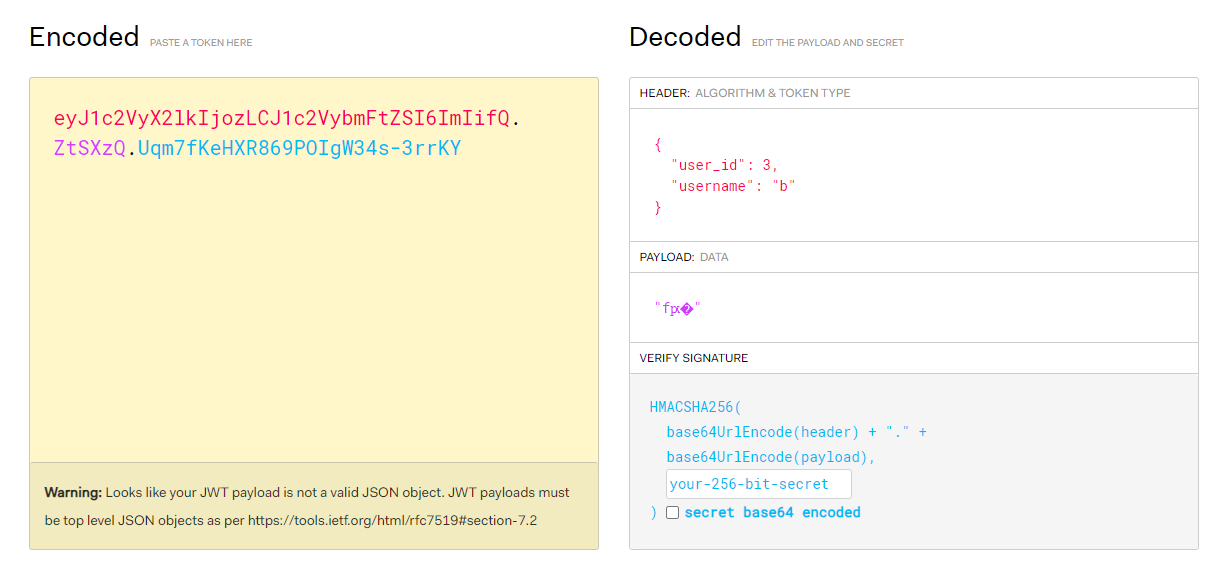 Encoded PASTE A TOKEN HERE
eyJ1c2VyX2lkIjozLCJ1c2VybmFtZSI6ImIifQ.
ZtSXzQ.Uqm7fKeHXR869POIgW34s-3rrKY
Warning: Looks like your JWT payload is not a valid JSON object. JWT payloads must
be top level JSON objects as per https://tools.ietf.org/html/rfc7519#section-7.2
Decoded EDIT THE PAYLOAD AND SECRET
HEADER: ALGORITHM & TOKEN TYPE
{
"user_id": 3,
"username": "b"
}
PAYLOAD: DATA
"fԗ�"
VERIFY SIGNATURE
HMACSHA256(
base64UrlEncode(header) + "." +
base64UrlEncode(payload),
your-256-bit-secret
) secret base64 encoded